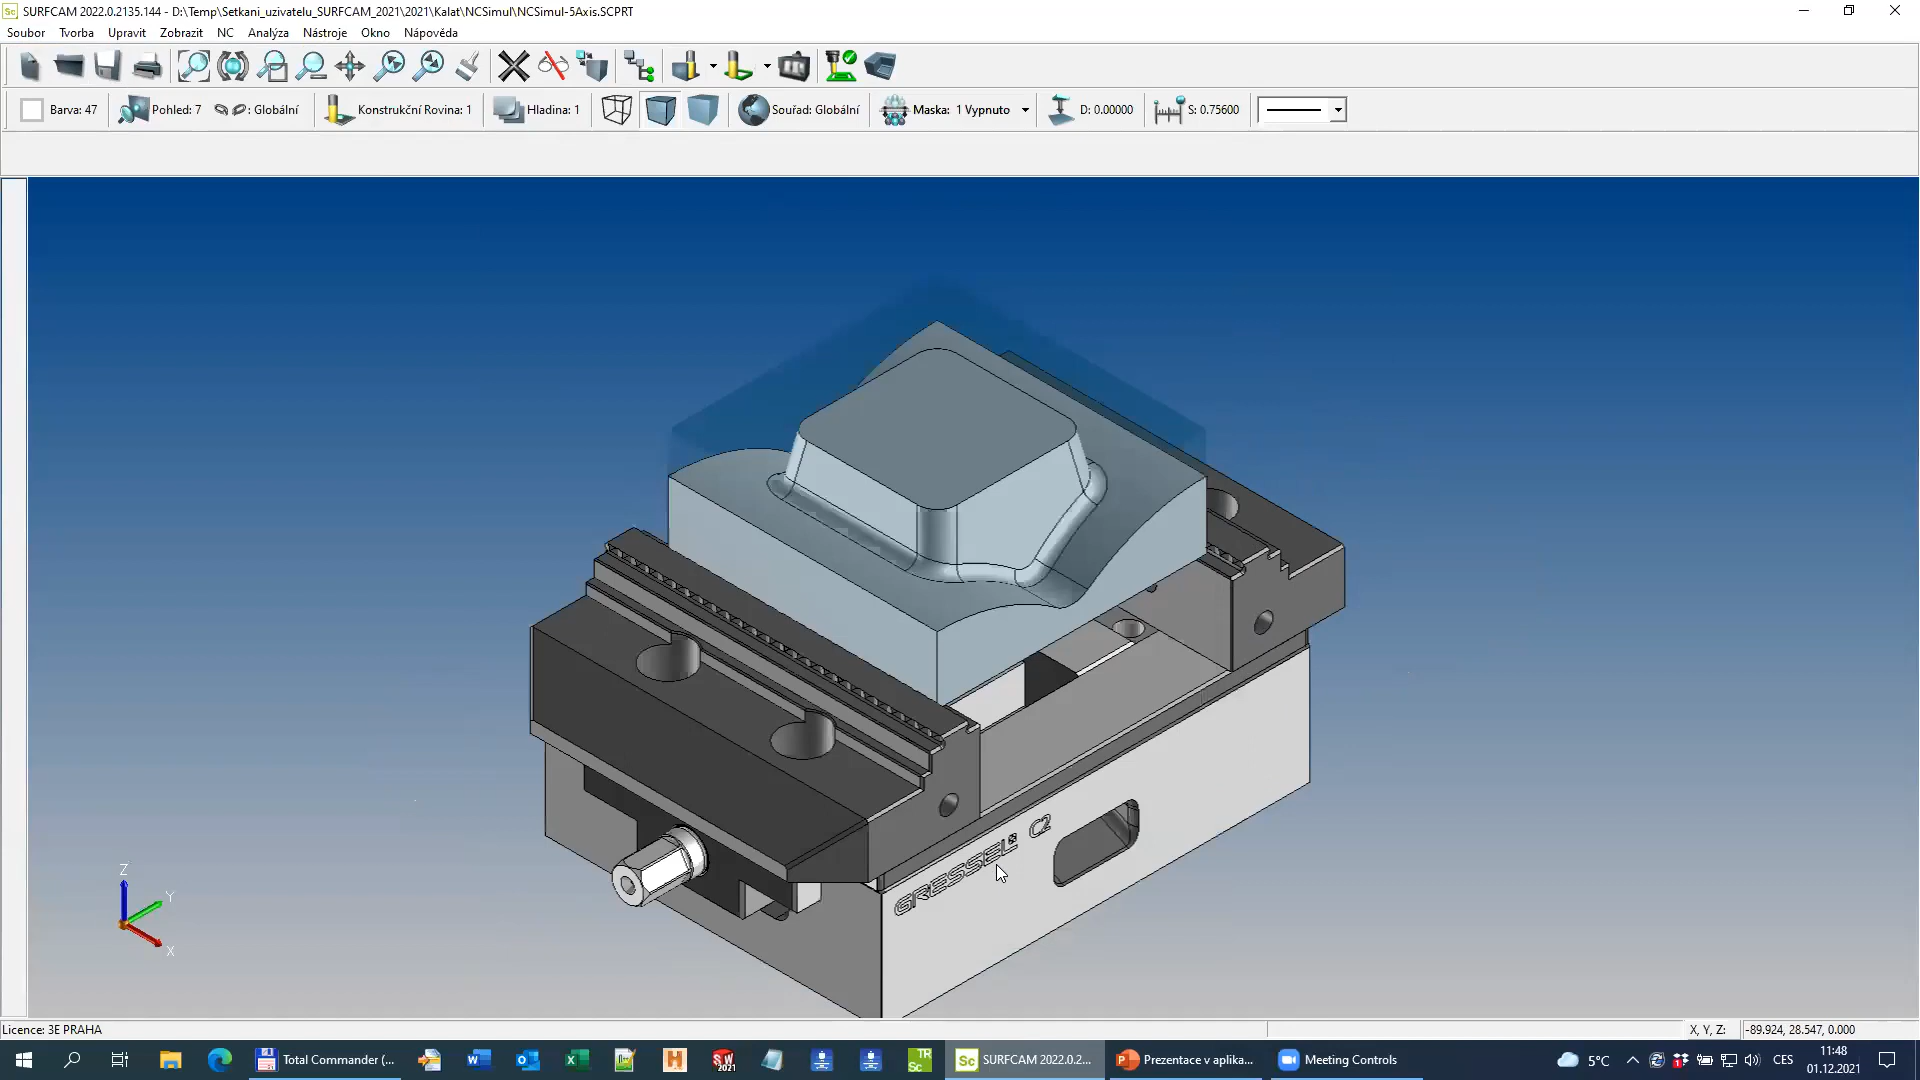 SURFCAM 2022.0.2135.144 - D:\Temp\Setkani_uzivatelu_SURFCAM_2021\2021\Kalat\NCSimul\NCSimul-5Axis.SCPRT
Soubor Tvorba Upravit Zobrazit NC Analýza Nástroje Okno Nápověda
Barva: 47 Pohled: 7 : Globální Konstrukční Rovina: 1 Hladina: 1 Souřad: Globální Maska: 1 Vypnuto D: 0.00000 S: 0.75600
GRESSEL C2
Z
Y
X
Licence: 3E PRAHA X, Y, Z: -89.924, 28.547, 0.000
Total Commander (... SURFCAM 2022.0.2... Prezentace v aplika... Meeting Controls 5°C CES 11:48
01.12.2021